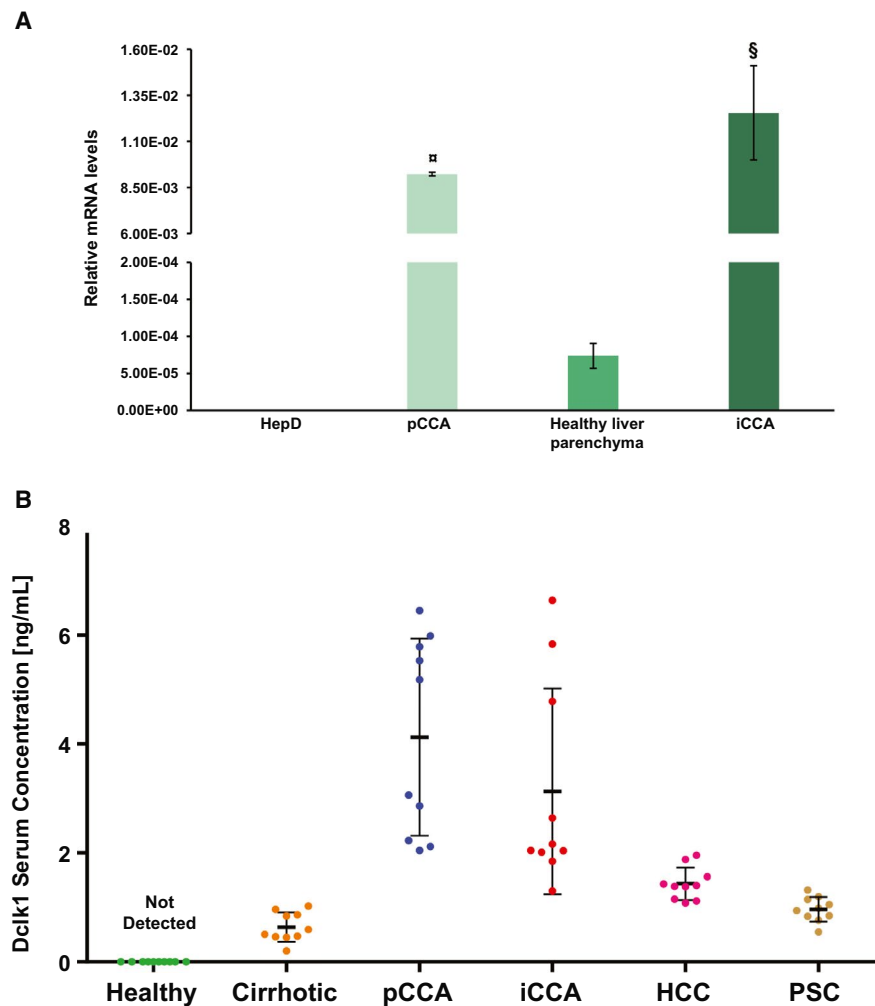 A
Relative mRNA levels
1.60E-02
1.35E-02
1.10E-02
8.50E-03
6.00E-03
2.00E-04
1.50E-04
1.00E-04
5.00E-05
0.00E+00
¤
§
HepD
pCCA
Healthy liver
parenchyma
iCCA
B
Dclk1 Serum Concentration [ng/mL]
8
6
4
2
0
Not
Detected
Healthy
Cirrhotic
pCCA
iCCA
HCC
PSC